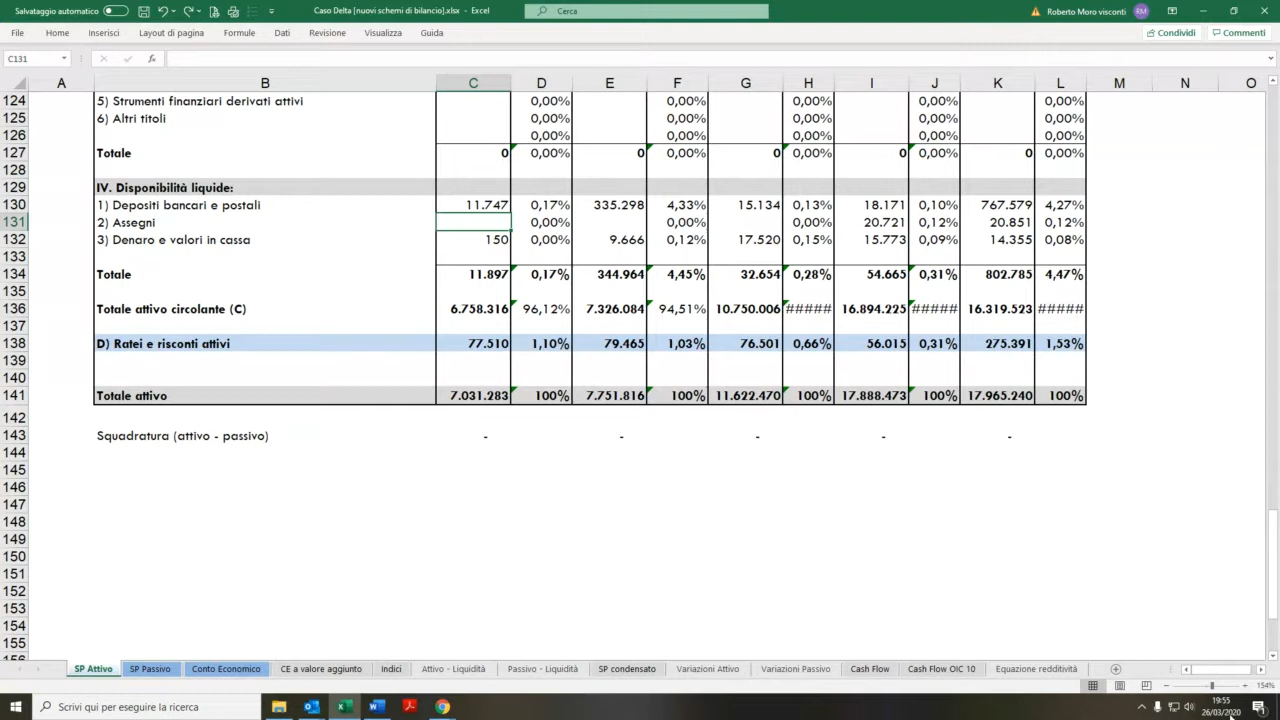 Salvataggio automatico
Caso Delta [nuovi schemi di bilancio].xlsx - Excel
Cerca
Roberto Moro visconti RM
File Home Inserisci Layout di pagina Formule Dati Revisione Visualizza Guida Condividi Commenti
C131 fx
A B C D E F G H I J K L M N O
124 5) Strumenti finanziari derivati attivi 0,00% 0,00% 0,00% 0,00% 0,00%
125 6) Altri titoli 0,00% 0,00% 0,00% 0,00% 0,00%
126 0,00% 0,00% 0,00% 0,00% 0,00%
127 Totale 0 0,00% 0 0,00% 0 0,00% 0 0,00% 0 0,00%
128
129 IV. Disponibilità liquide:
130 1) Depositi bancari e postali 11.747 0,17% 335.298 4,33% 15.134 0,13% 18.171 0,10% 767.579 4,27%
131 2) Assegni 0,00% 0,00% 0,00% 20.721 0,12% 20.851 0,12%
132 3) Denaro e valori in cassa 150 0,00% 9.666 0,12% 17.520 0,15% 15.773 0,09% 14.355 0,08%
133
134 Totale 11.897 0,17% 344.964 4,45% 32.654 0,28% 54.665 0,31% 802.785 4,47%
135
136 Totale attivo circolante (C) 6.758.316 96,12% 7.326.084 94,51% 10.750.006 ##### 16.894.225 ##### 16.319.523 #####
137
138 D) Ratei e risconti attivi 77.510 1,10% 79.465 1,03% 76.501 0,66% 56.015 0,31% 275.391 1,53%
139
140
141 Totale attivo 7.031.283 100% 7.751.816 100% 11.622.470 100% 17.888.473 100% 17.965.240 100%
142
143 Squadratura (attivo - passivo) - - - - -
144
145
146
147
148
149
150
151
152
153
154
155
SP Attivo SP Passivo Conto Economico CE a valore aggiunto Indici Attivo - Liquidità Passivo - Liquidità SP condensato Variazioni Attivo Variazioni Passivo Cash Flow Cash Flow OIC 10 Equazione redditività
154%
Scrivi qui per eseguire la ricerca
19:55
26/03/2020